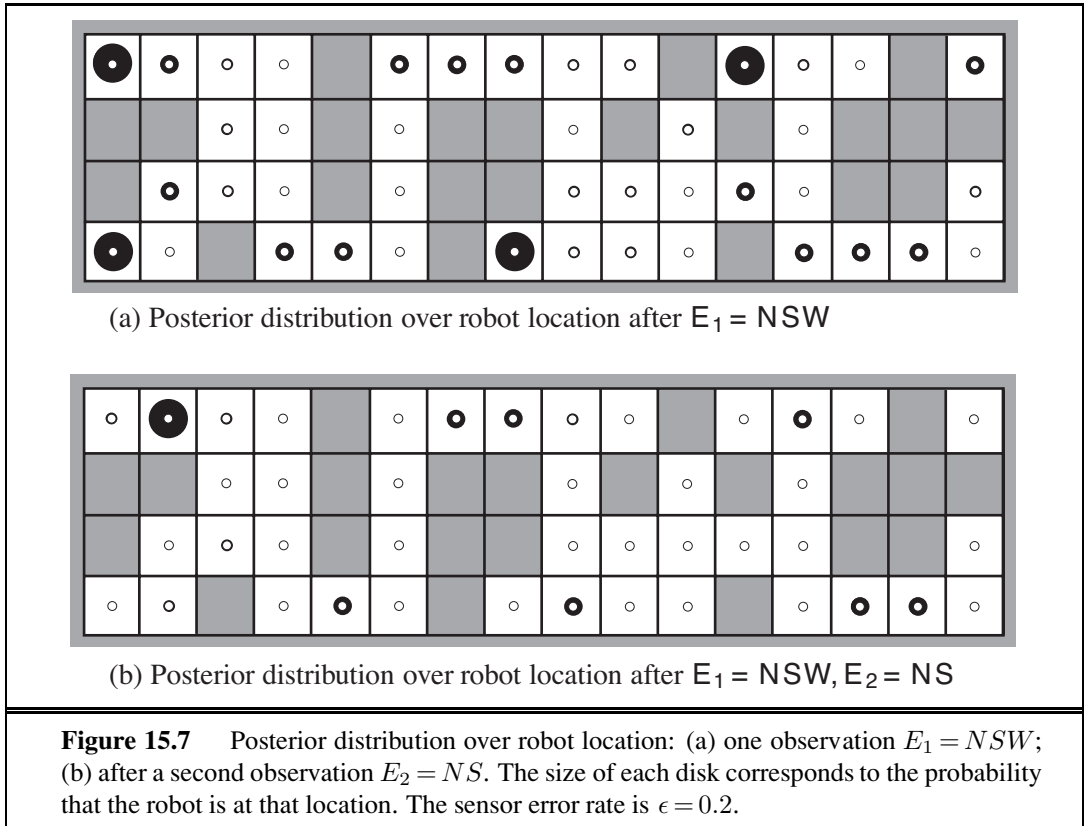 (a) Posterior distribution over robot location after E₁ = NSW
(b) Posterior distribution over robot location after E₁ = NSW, E₂ = NS
Figure 15.7 Posterior distribution over robot location: (a) one observation E₁ = NSW;
(b) after a second observation E₂ = NS. The size of each disk corresponds to the probability
that the robot is at that location. The sensor error rate is ϵ = 0.2.